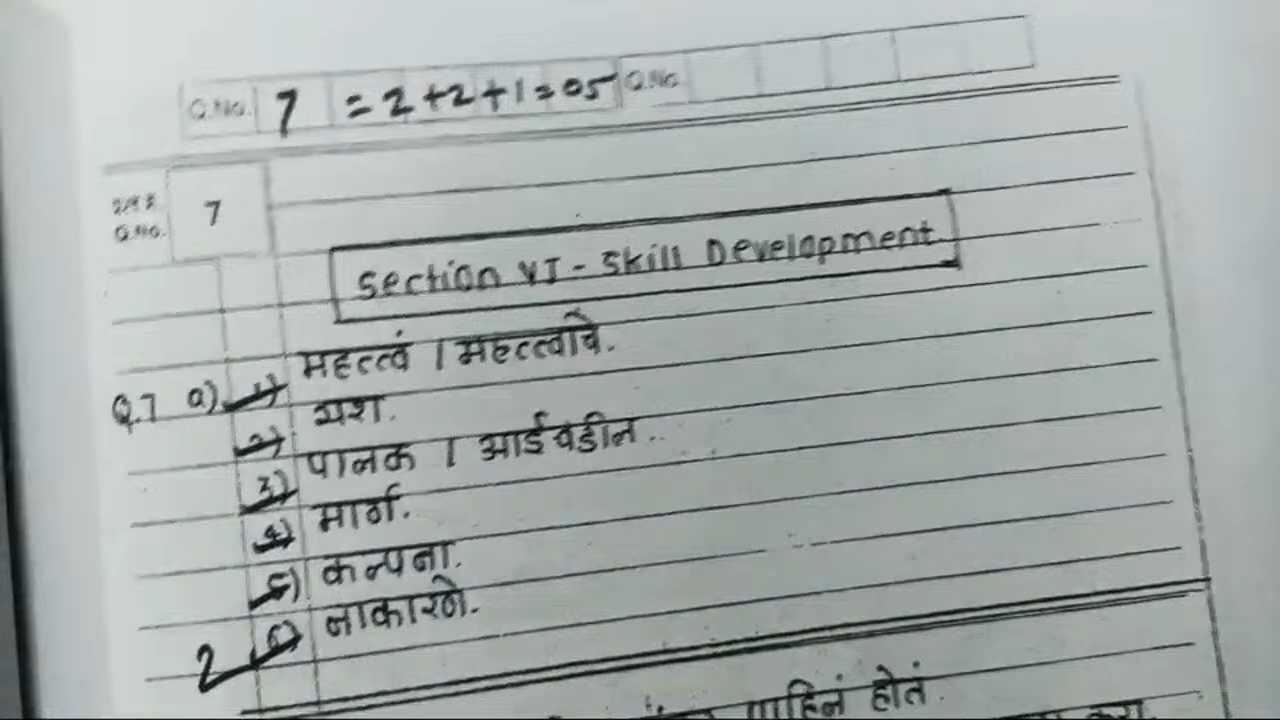 Q.No. 7 = 2+2+1=05 Q.No.
Q.No. 7
Section VI - Skill Development
Q.7 a) 1) महत्त्वं / महत्त्वाचे.
2) यश.
3) पालक / आईवडील..
4) मार्ग.
5) कल्पना.
2 6) नाकारणे.
पाहिलं होतं.